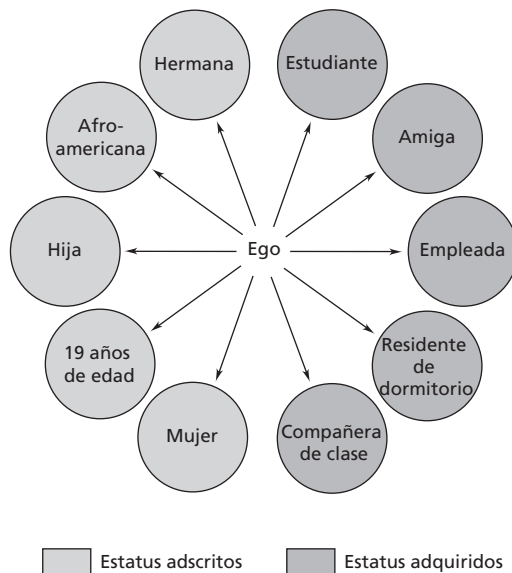 Hermana
Estudiante
Afro-
americana
Amiga
Hija
Ego
Empleada
19 años
de edad
Residente
de
dormitorio
Mujer
Compañera
de clase
Estatus adscritos
Estatus adquiridos